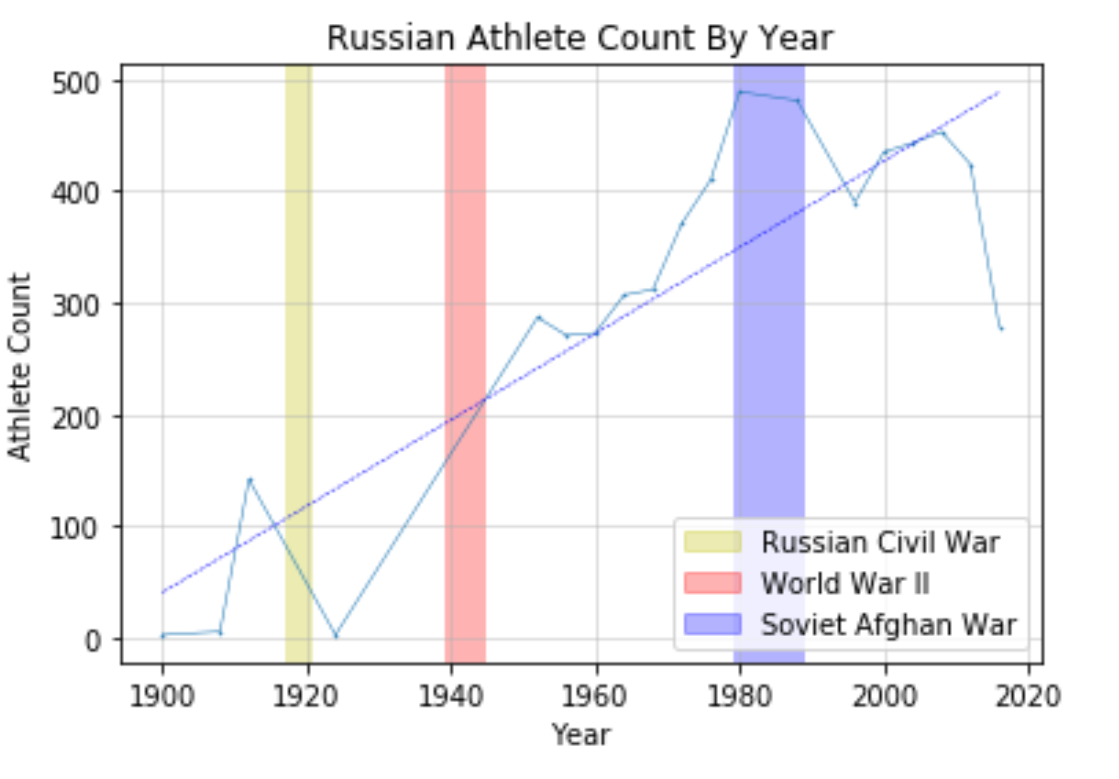 Russian Athlete Count By Year
500
400
300
200
100
0
Athlete Count
1900 1920 1940 1960 1980 2000 2020
Year
Russian Civil War
World War II
Soviet Afghan War